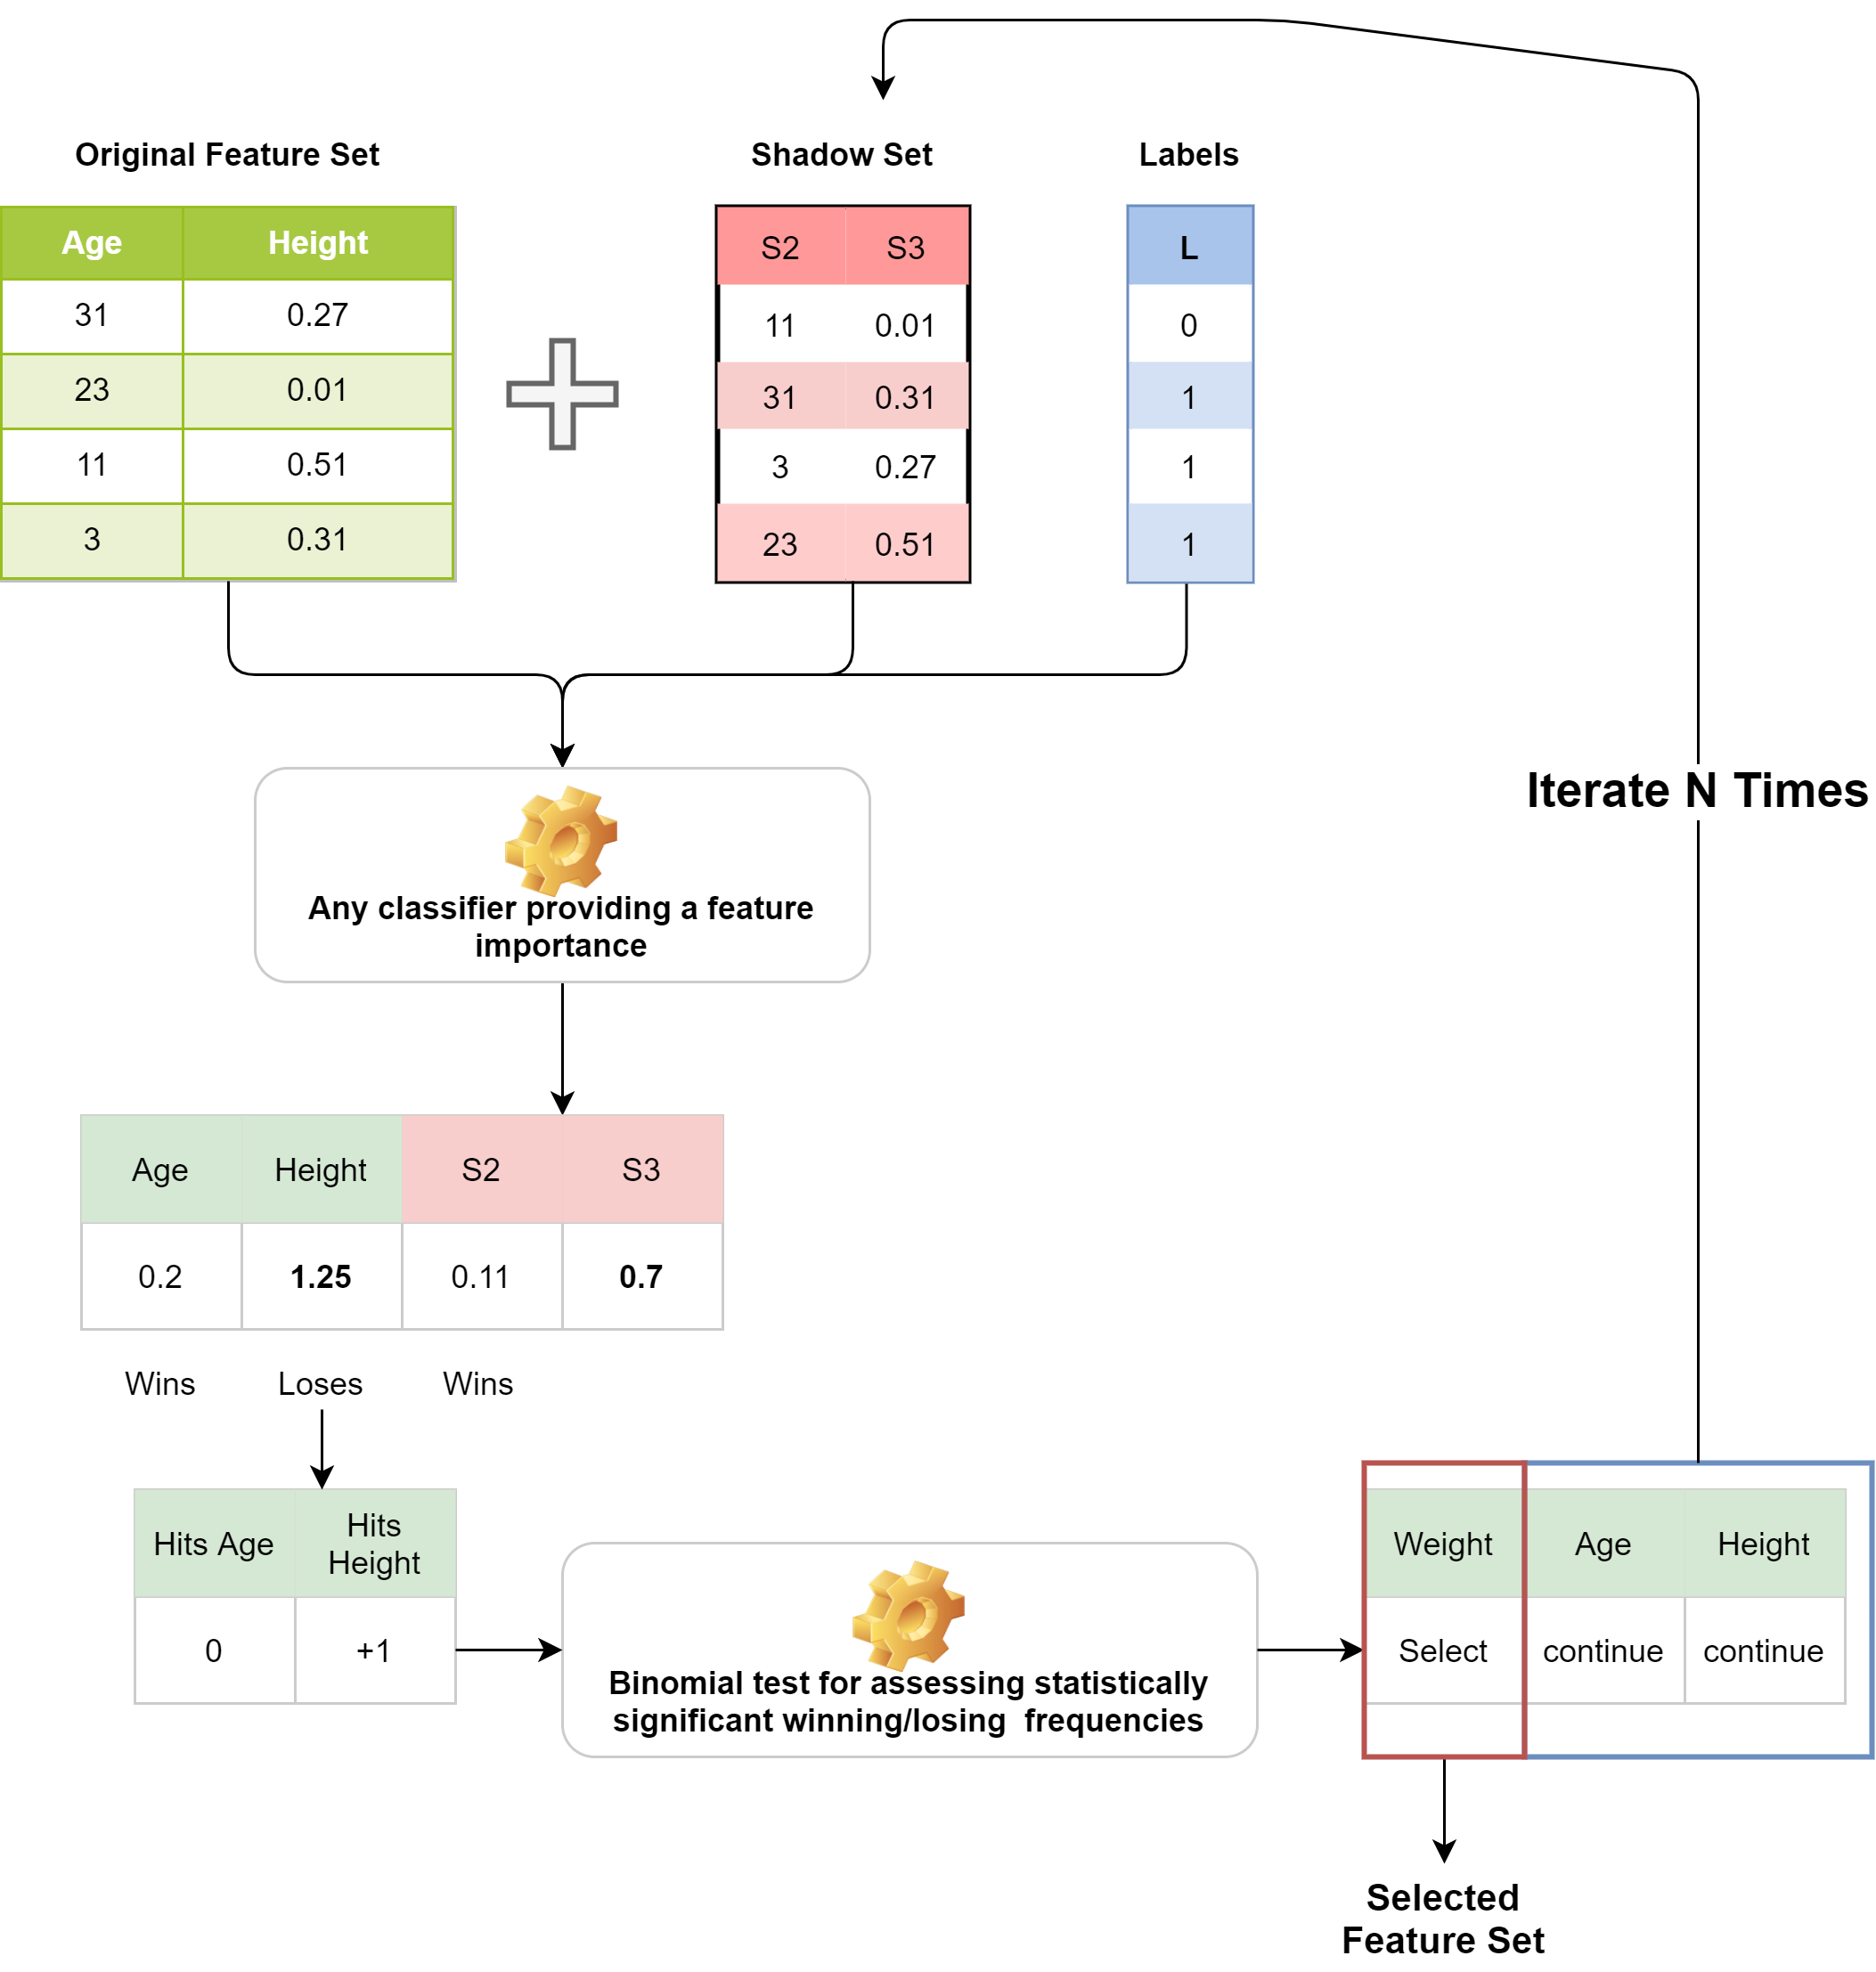 Original Feature Set
Shadow Set
Labels
Age Height
31 0.27
23 0.01
11 0.51
3 0.31
S2 S3
11 0.01
31 0.31
3 0.27
23 0.51
L
0
1
1
1
Iterate N Times
Any classifier providing a feature
importance
Age Height S2 S3
0.2 1.25 0.11 0.7
Wins Loses Wins
Hits Age
Hits
Height
0 +1
Binomial test for assessing statistically
significant winning/losing frequencies
Weight Age Height
Select continue continue
Selected
Feature Set